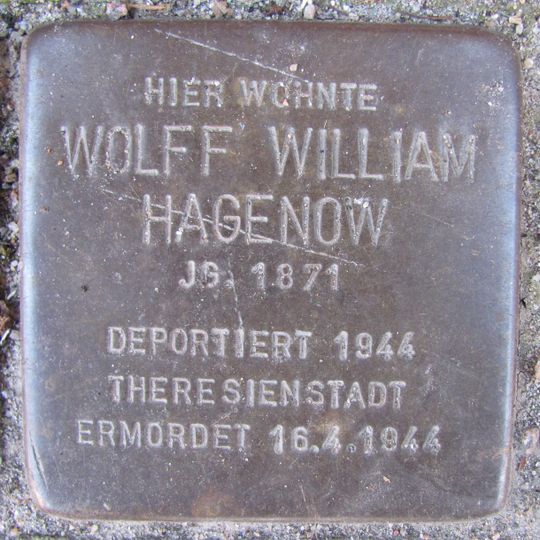 HIER WOHNTE
WOLFF WILLIAM
HAGENOW
JG. 1871
DEPORTIERT 1944
THERESIENSTADT
ERMORDET 16.4.1944